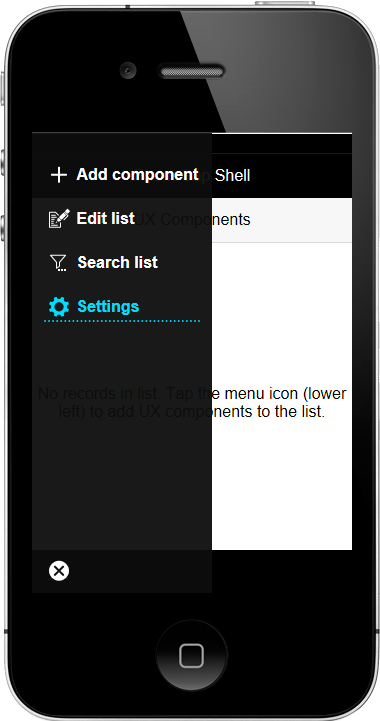 Add component
p Shell
Edit list
UX Components
Search list
Settings
No records in list. Tap the menu icon (lower
left) to add UX components to the list.